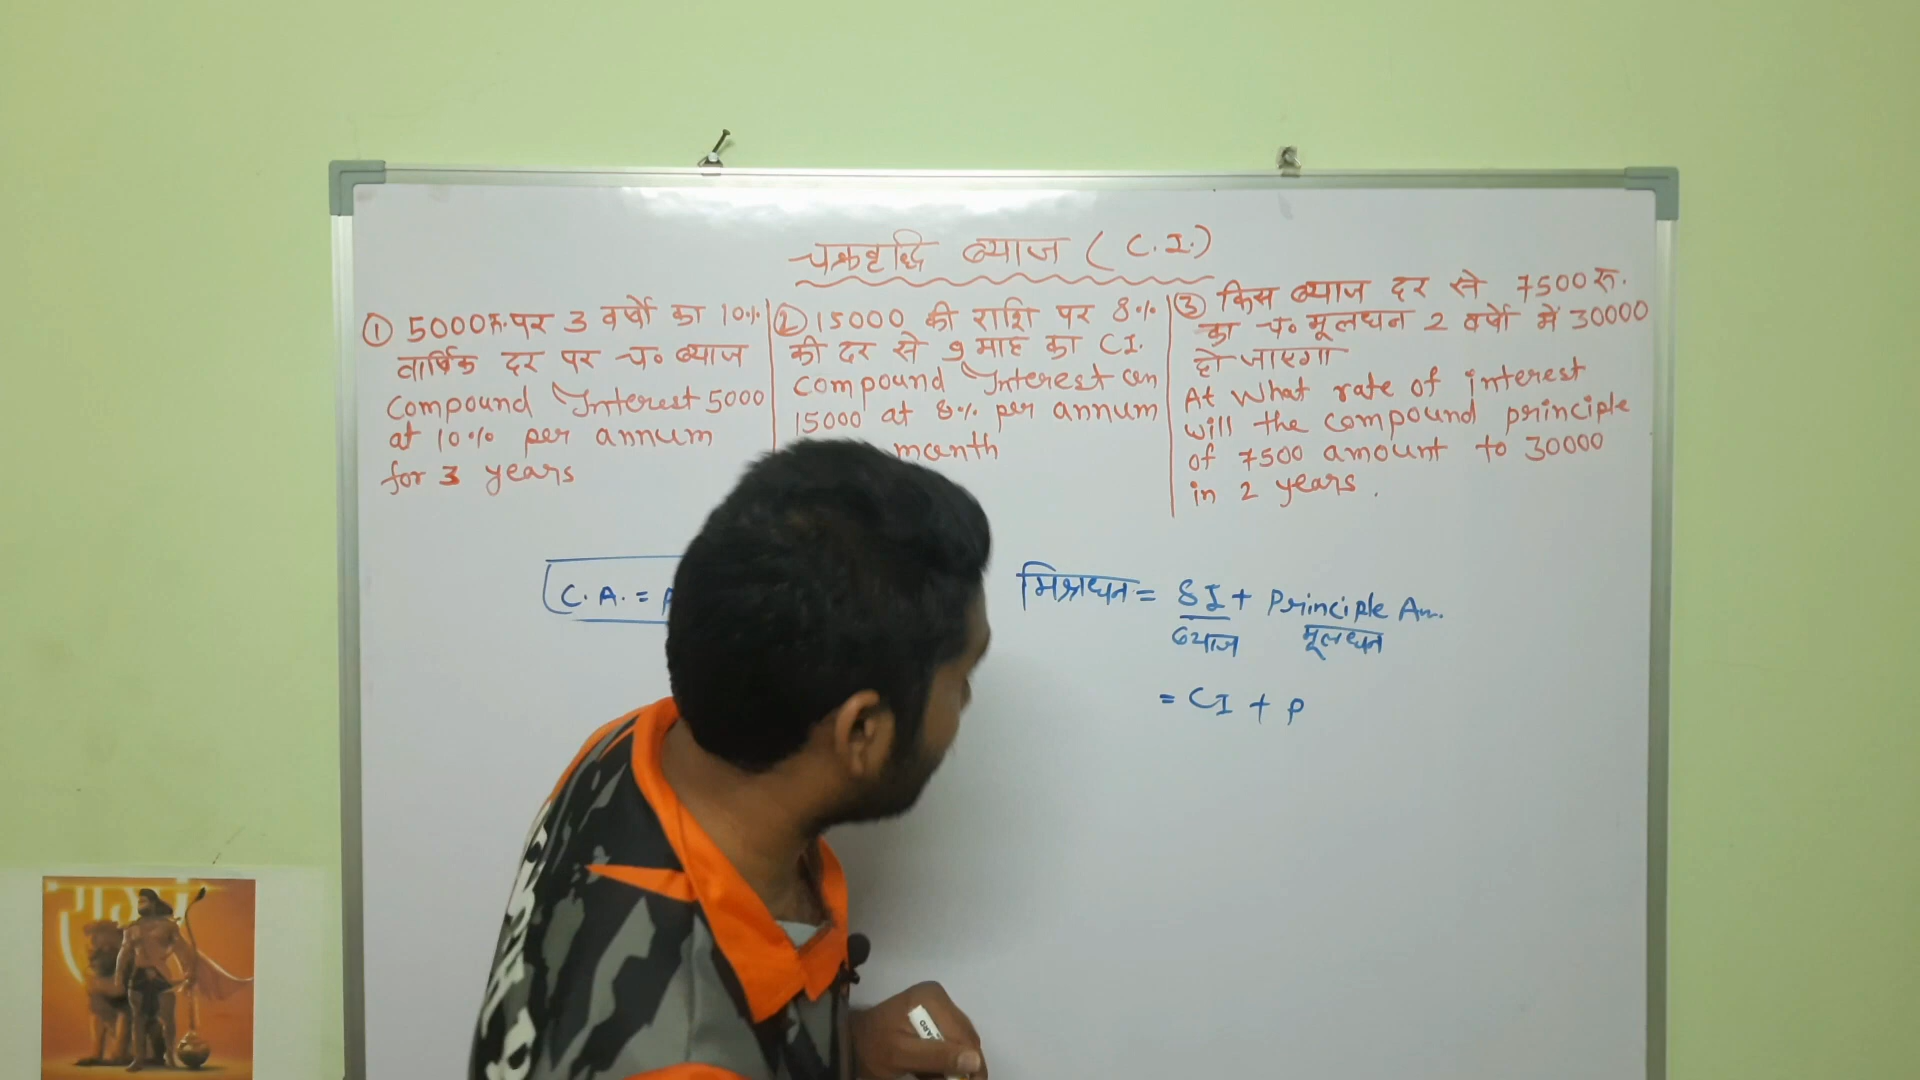 चक्रवृद्धि ब्याज (C.I.)
① 5000रु. पर 3 वर्षों का 10%
वार्षिक दर पर च० ब्याज
Compound Interest 5000
at 10% per annum
for 3 years
② 15000 की राशि पर 8%
की दर से 9 माह का CI.
Compound Interest on
15000 at 8% per annum
month
③ किस ब्याज दर से 7500रु.
का च० मूलधन 2 वर्षों में 30000
हो जाएगा
At What rate of interest
will the compound principle
of 7500 amount to 30000
in 2 years.
C.A. =
मिश्रधन = SI + Principle Am.
ब्याज मूलधन
= CI + P